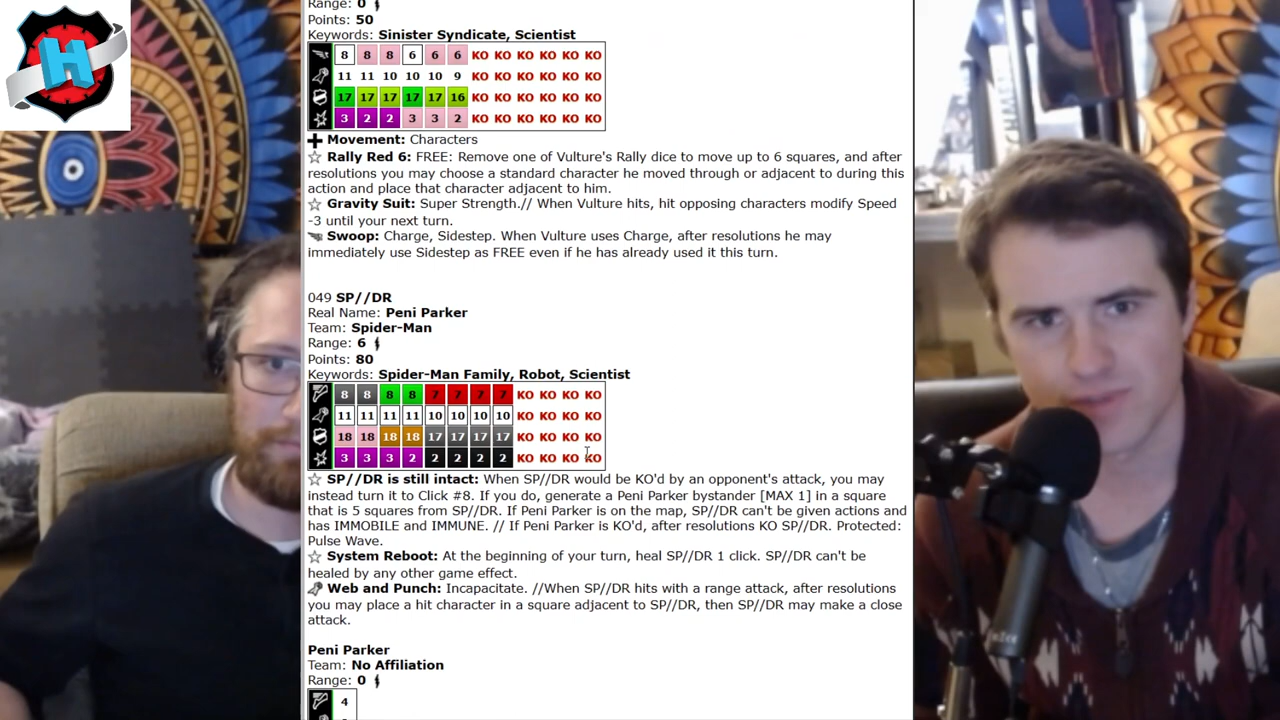 H
Range: 0
Points: 50
Keywords: Sinister Syndicate, Scientist
8 8 8 6 6 6 KO KO KO KO KO KO
11 11 10 10 10 9 KO KO KO KO KO KO
17 17 17 17 17 16 KO KO KO KO KO KO
3 2 2 3 3 2 KO KO KO KO KO KO
Movement: Characters
Rally Red 6: FREE: Remove one of Vulture's Rally dice to move up to 6 squares, and after
resolutions you may choose a standard character he moved through or adjacent to during this
action and place that character adjacent to him.
Gravity Suit: Super Strength.// When Vulture hits, hit opposing characters modify Speed
-3 until your next turn.
Swoop: Charge, Sidestep. When Vulture uses Charge, after resolutions he may
immediately use Sidestep as FREE even if he has already used it this turn.
049 SP//DR
Real Name: Peni Parker
Team: Spider-Man
Range: 6
Points: 80
Keywords: Spider-Man Family, Robot, Scientist
8 8 8 8 7 7 7 7 KO KO KO KO
11 11 11 11 10 10 10 10 KO KO KO KO
18 18 18 18 17 17 17 17 KO KO KO KO
3 3 3 2 2 2 2 2 KO KO KO KO
SP//DR is still intact: When SP//DR would be KO'd by an opponent's attack, you may
instead turn it to Click #8. If you do, generate a Peni Parker bystander [MAX 1] in a square
that is 5 squares from SP//DR. If Peni Parker is on the map, SP//DR can't be given actions and
has IMMOBILE and IMMUNE. // If Peni Parker is KO'd, after resolutions KO SP//DR. Protected:
Pulse Wave.
System Reboot: At the beginning of your turn, heal SP//DR 1 click. SP//DR can't be
healed by any other game effect.
Web and Punch: Incapacitate. //When SP//DR hits with a range attack, after resolutions
you may place a hit character in a square adjacent to SP//DR, then SP//DR may make a close
attack.
Peni Parker
Team: No Affiliation
Range: 0
4